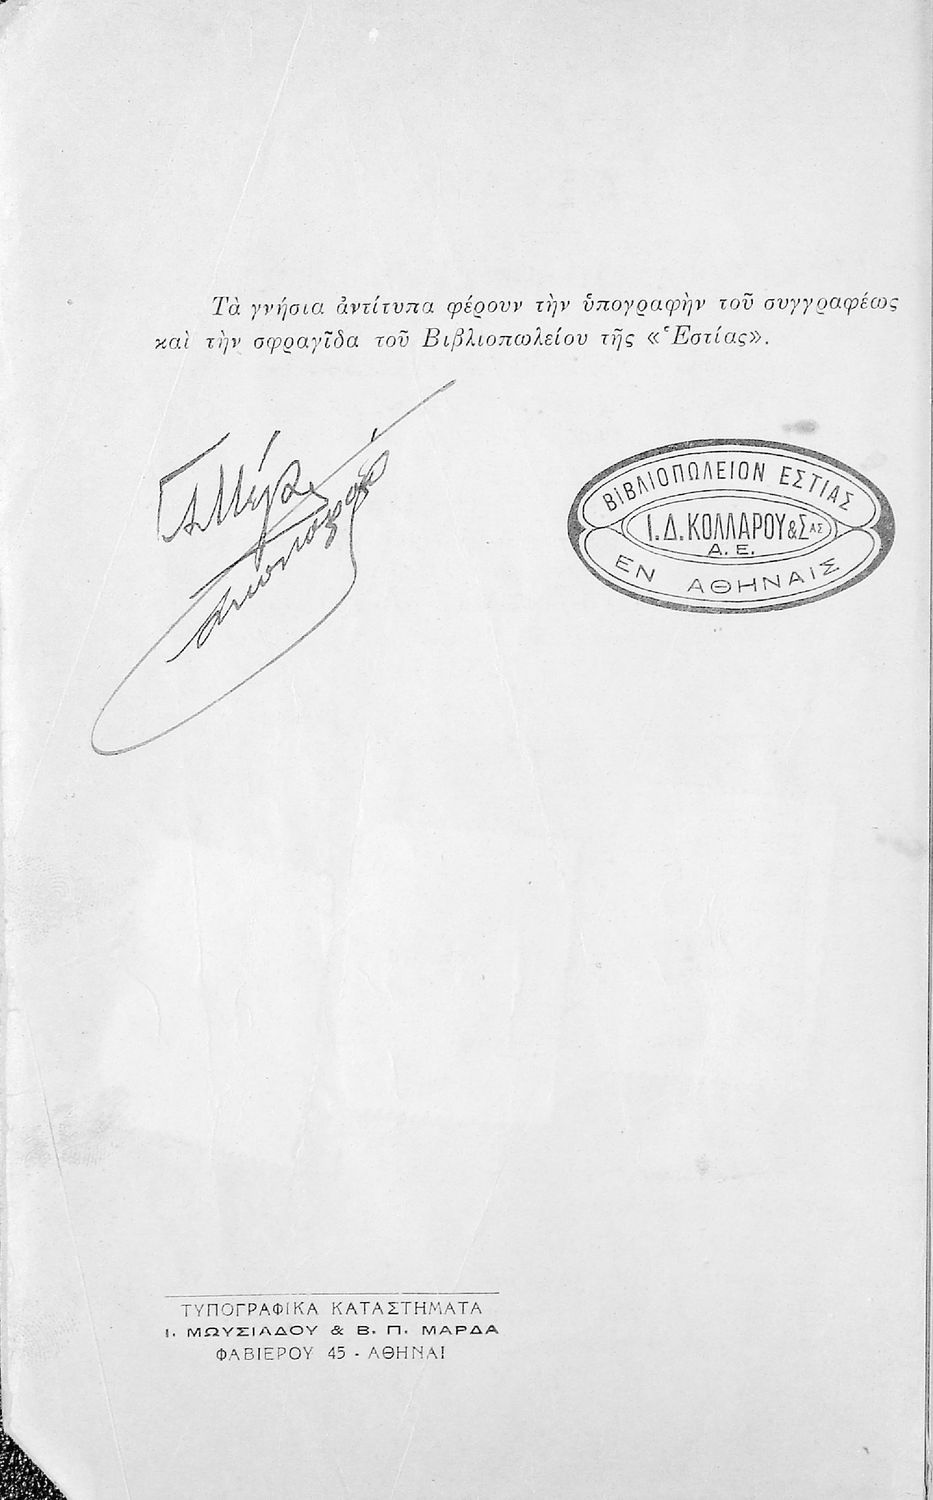 Τὰ γνήσια ἀντίτυπα φέρουν τὴν ὑπογραφὴν τοῦ συγγραφέως
καὶ τὴν σφραγῖδα τοῦ Βιβλιοπωλείου τῆς «Ἑστίας».
ΒΙΒΛΙΟΠΩΛΕΙΟΝ ΕΣΤΙΑΣ
Ι. Δ. ΚΟΛΛΑΡΟΥ & ΣΑΣ
Α. Ε.
ΕΝ ΑΘΗΝΑΙΣ
ΤΥΠΟΓΡΑΦΙΚΑ ΚΑΤΑΣΤΗΜΑΤΑ
Ι. ΜΩΥΣΙΑΔΟΥ & Β. Π. ΜΑΡΔΑ
ΦΑΒΙΕΡΟΥ 45 - ΑΘΗΝΑΙ